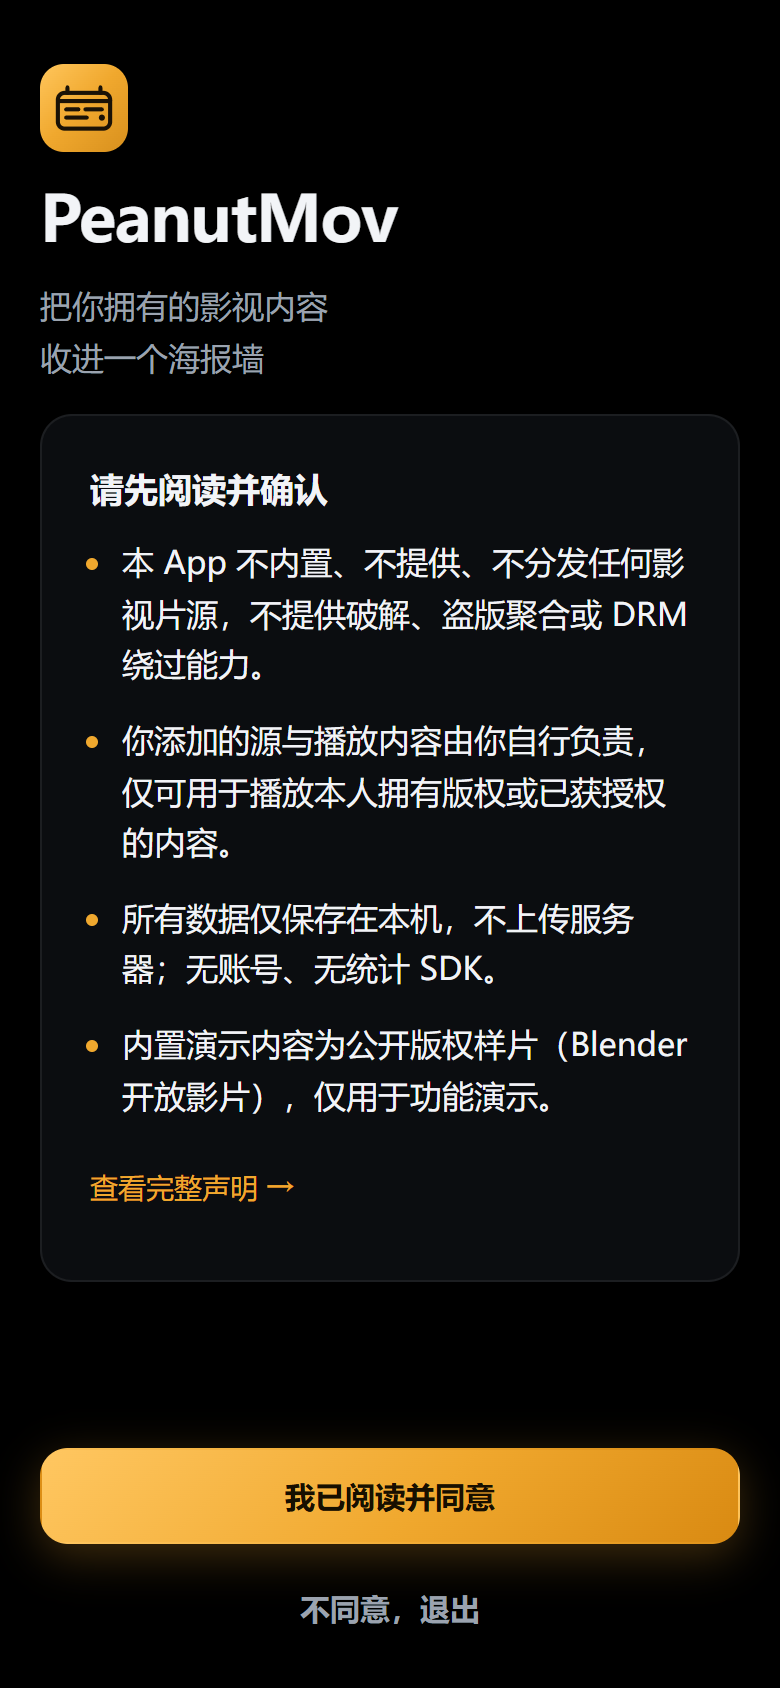 PeanutMov
把你拥有的影视内容
收进一个海报墙
请先阅读并确认
本 App 不内置、不提供、不分发任何影
视片源，不提供破解、盗版聚合或 DRM
绕过能力。
你添加的源与播放内容由你自行负责，
仅可用于播放本人拥有版权或已获授权
的内容。
所有数据仅保存在本机，不上传服务
器；无账号、无统计 SDK。
内置演示内容为公开版权样片（Blender
开放影片），仅用于功能演示。
查看完整声明 →
我已阅读并同意
不同意，退出